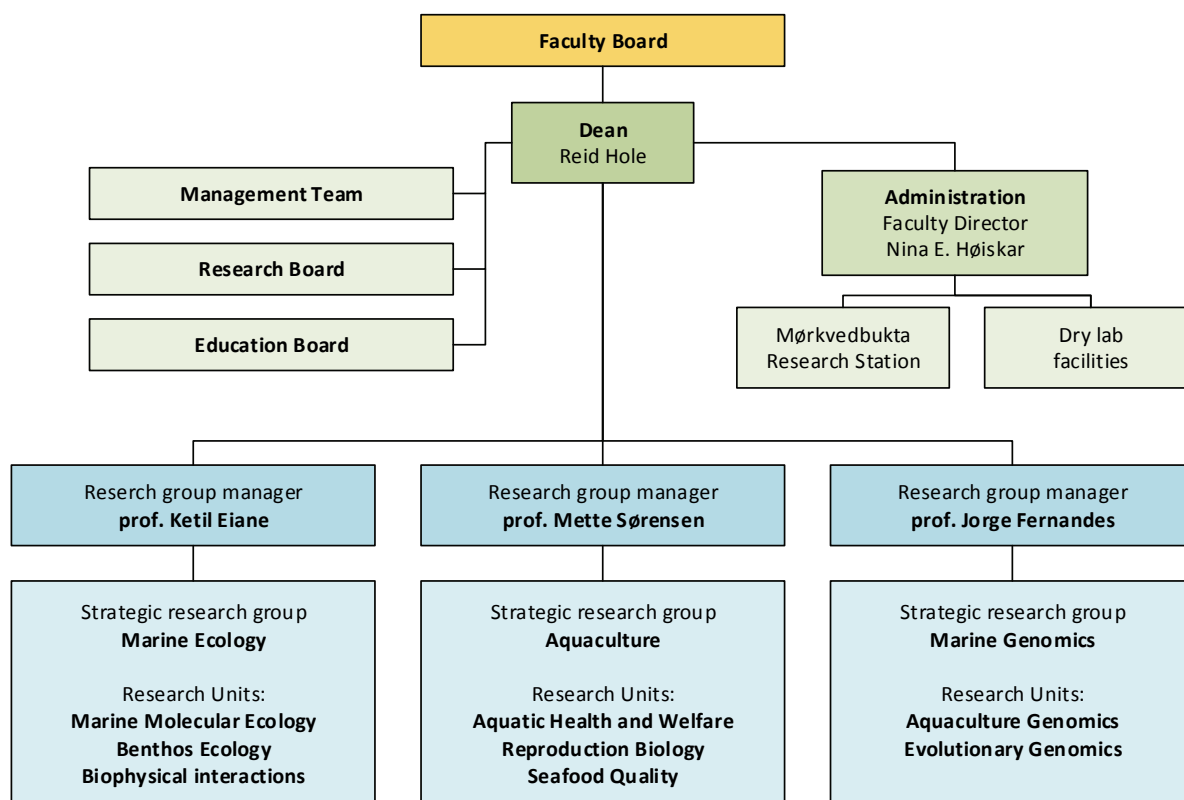 Faculty Board
Dean
Reid Hole
Management Team
Research Board
Education Board
Administration
Faculty Director
Nina E. Høiskar
Mørkvedbukta
Research Station
Dry lab
facilities
Reserch group manager
prof. Ketil Eiane
Research group manager
prof. Mette Sørensen
Research group manager
prof. Jorge Fernandes
Strategic research group
Marine Ecology
Research Units:
Marine Molecular Ecology
Benthos Ecology
Biophysical interactions
Strategic research group
Aquaculture
Research Units:
Aquatic Health and Welfare
Reproduction Biology
Seafood Quality
Strategic research group
Marine Genomics
Research Units:
Aquaculture Genomics
Evolutionary Genomics